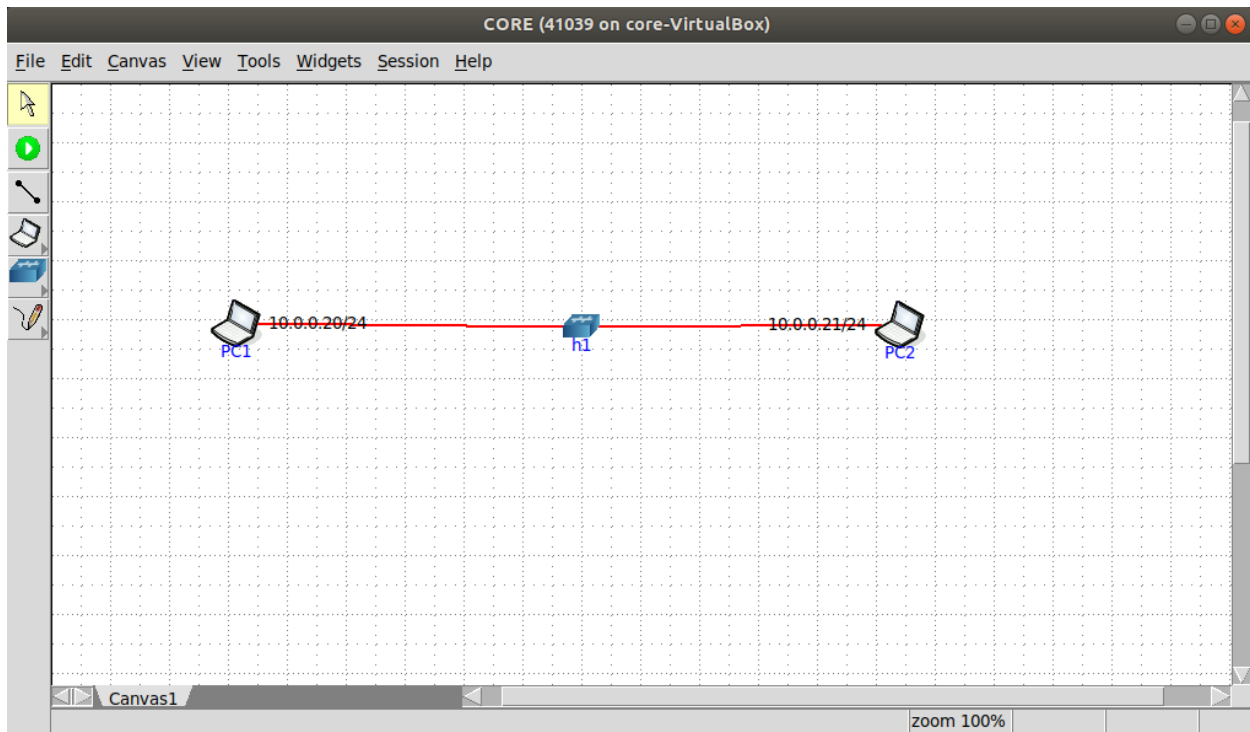 CORE (41039 on core-VirtualBox)
File Edit Canvas View Tools Widgets Session Help
10.0.0.20/24 10.0.0.21/24
PC1 h1 PC2
Canvas1
zoom 100%